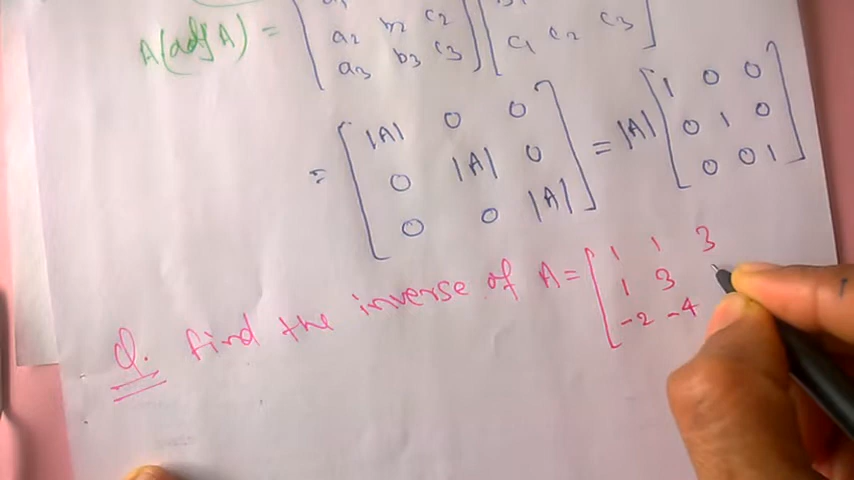 A(adj A) = [ a2 b2 c2 ] [ c1 c2 c3 ]
a3 b3 c3
= [ |A| 0 0 ] = |A| [ 1 0 0 ]
0 |A| 0 0 1 0
0 0 |A| 0 0 1
Q. find the inverse of A = [ 1 1 3
1 3
-2 -4